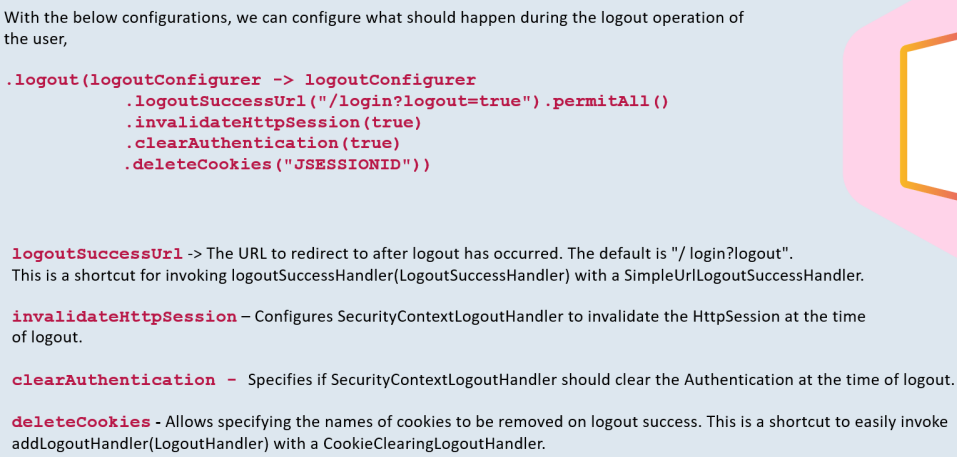 With the below configurations, we can configure what should happen during the logout operation of
the user,
.logout(logoutConfigurer -> logoutConfigurer
.logoutSuccessUrl("/login?logout=true").permitAll()
.invalidateHttpSession(true)
.clearAuthentication(true)
.deleteCookies("JSESSIONID"))
logoutSuccessUrl -> The URL to redirect to after logout has occurred. The default is "/ login?logout".
This is a shortcut for invoking logoutSuccessHandler(LogoutSuccessHandler) with a SimpleUrlLogoutSuccessHandler.
invalidateHttpSession – Configures SecurityContextLogoutHandler to invalidate the HttpSession at the time
of logout.
clearAuthentication - Specifies if SecurityContextLogoutHandler should clear the Authentication at the time of logout.
deleteCookies - Allows specifying the names of cookies to be removed on logout success. This is a shortcut to easily invoke
addLogoutHandler(LogoutHandler) with a CookieClearingLogoutHandler.